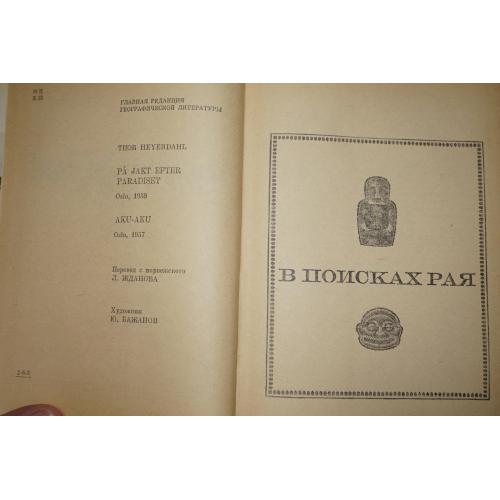 ГЛАВНАЯ РЕДАКЦИЯ
ГЕОГРАФИЧЕСКОЙ ЛИТЕРАТУРЫ
THOR HEYERDAHL
PÅ JAKT EFTER
PARADISET
Oslo, 1938
AKU-AKU
Oslo, 1957
Перевод с норвежского
Л. ЖДАНОВА
Художник
Ю. БАЖАНОВ
В ПОИСКАХ РАЯ